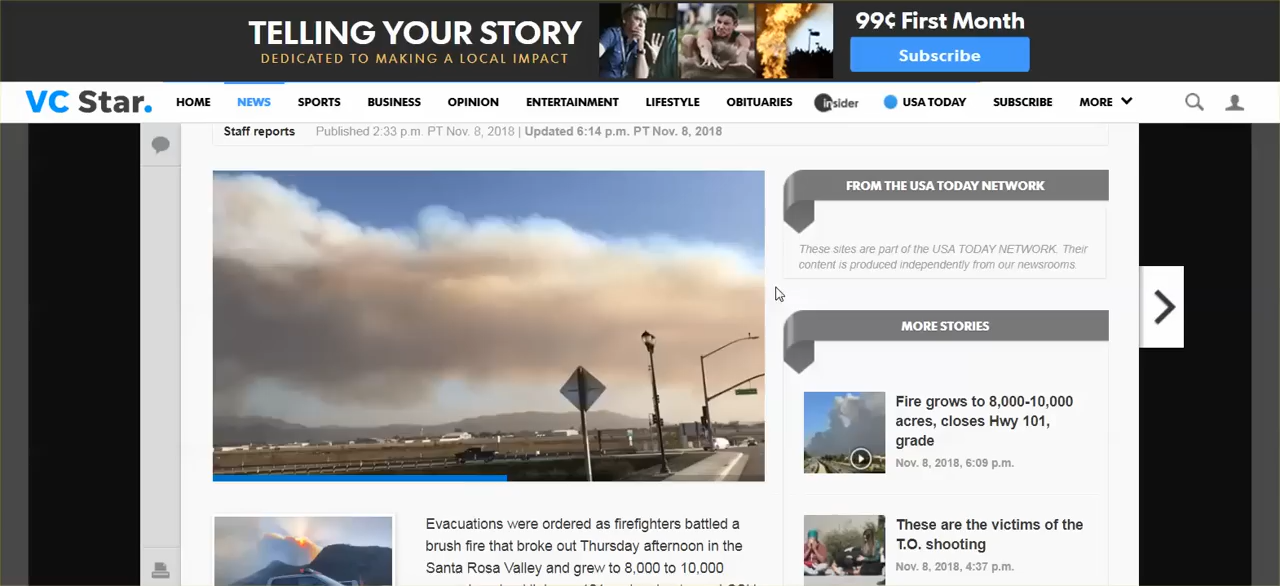 TELLING YOUR STORY
DEDICATED TO MAKING A LOCAL IMPACT
99¢ First Month
Subscribe
VC Star.
HOME NEWS SPORTS BUSINESS OPINION ENTERTAINMENT LIFESTYLE OBITUARIES insider USA TODAY SUBSCRIBE MORE
Staff reports Published 2:33 p.m. PT Nov. 8, 2018 | Updated 6:14 p.m. PT Nov. 8, 2018
FROM THE USA TODAY NETWORK
These sites are part of the USA TODAY NETWORK. Their
content is produced independently from our newsrooms.
MORE STORIES
Fire grows to 8,000-10,000
acres, closes Hwy 101,
grade
Nov. 8, 2018, 6:09 p.m.
These are the victims of the
T.O. shooting
Nov. 8, 2018, 4:37 p.m.
Evacuations were ordered as firefighters battled a
brush fire that broke out Thursday afternoon in the
Santa Rosa Valley and grew to 8,000 to 10,000